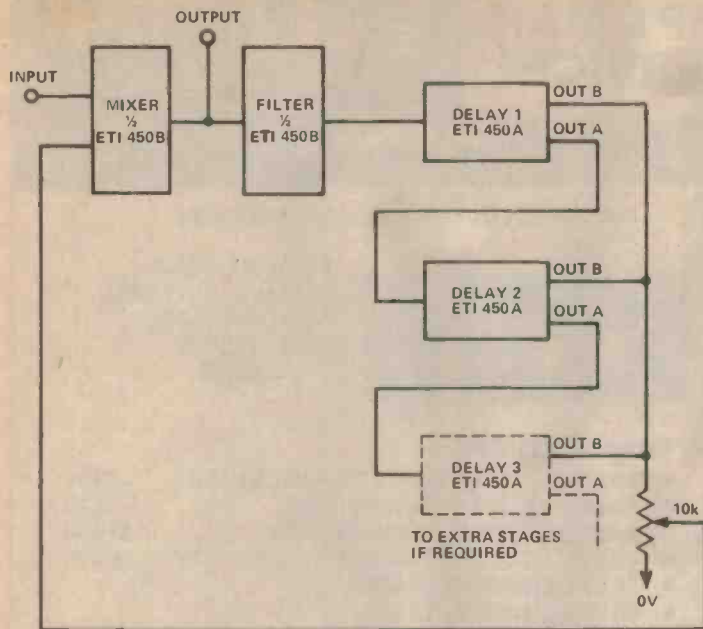 OUTPUT
INPUT
MIXER
½
ETI 450B
FILTER
½
ETI 450B
DELAY 1
ETI 450A
OUT B
OUT A
DELAY 2
ETI 450A
OUT B
OUT A
DELAY 3
ETI 450A
OUT B
OUT A
TO EXTRA STAGES
IF REQUIRED
10k
0V